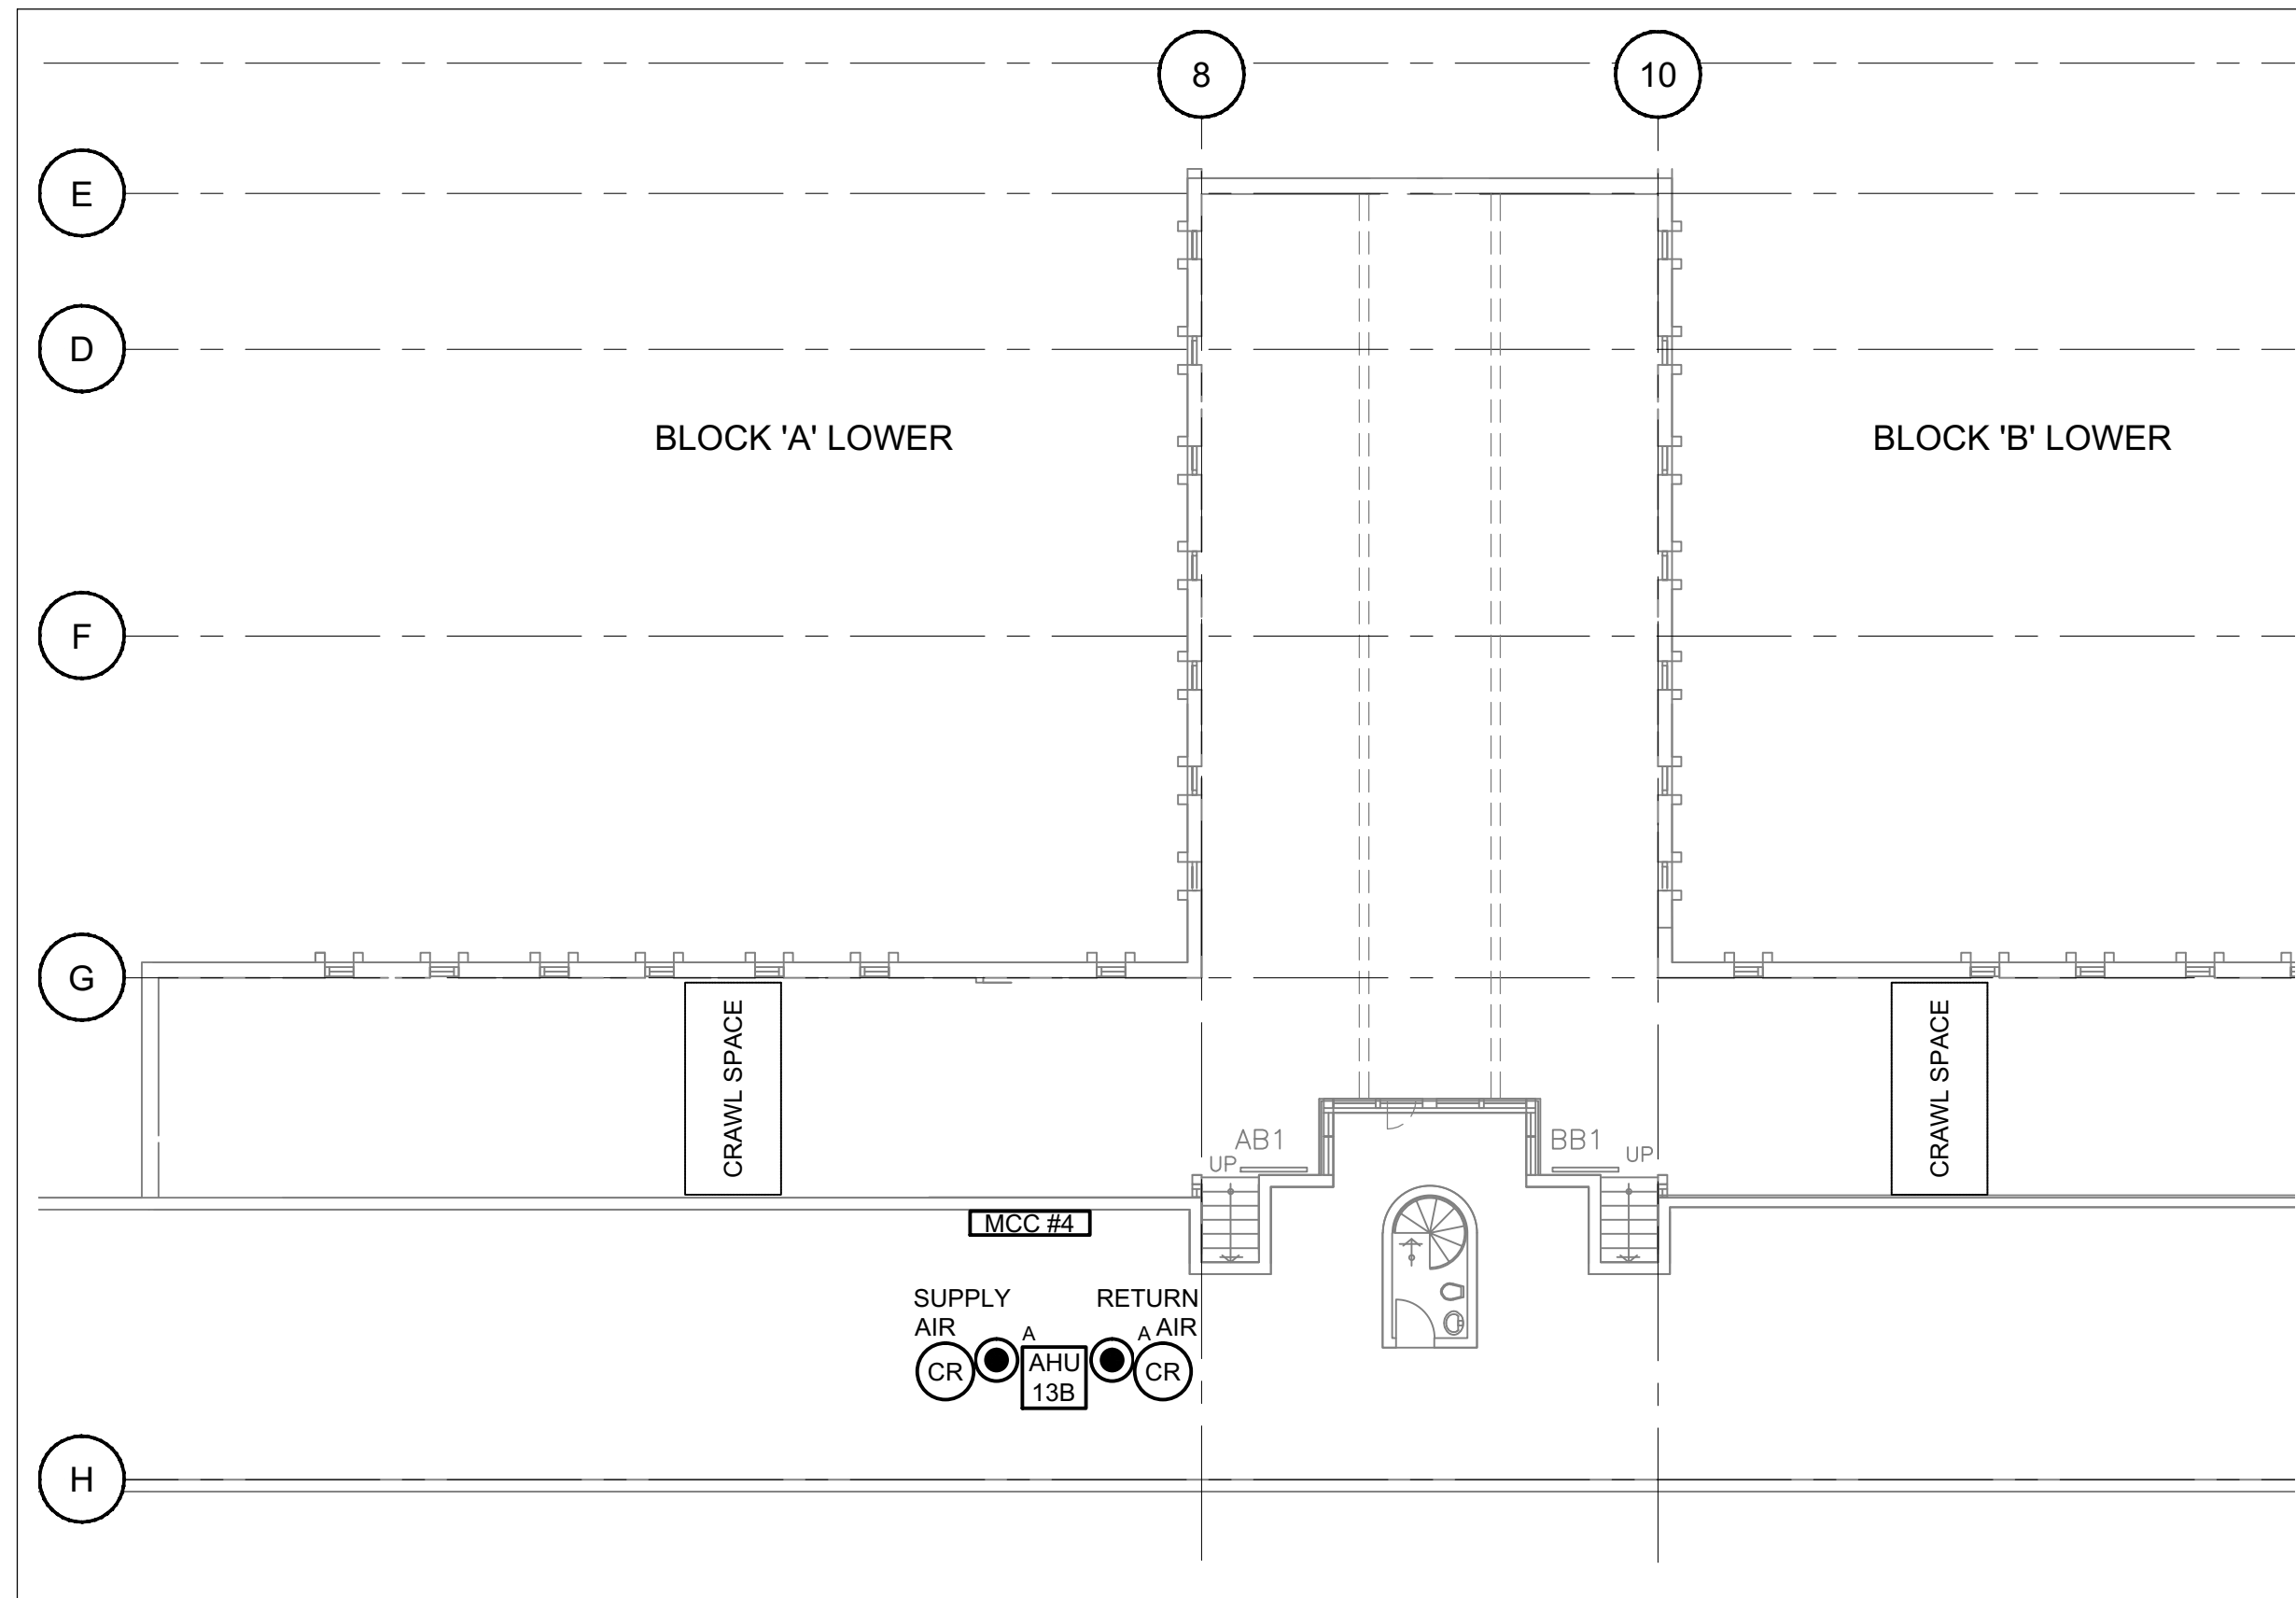 8
10
E
D
BLOCK 'A' LOWER
BLOCK 'B' LOWER
F
G
CRAWL SPACE
CRAWL SPACE
AB1
BB1
UP
UP
MCC #4
SUPPLY
AIR
RETURN
AIR
A
A
CR
AHU
13B
CR
H